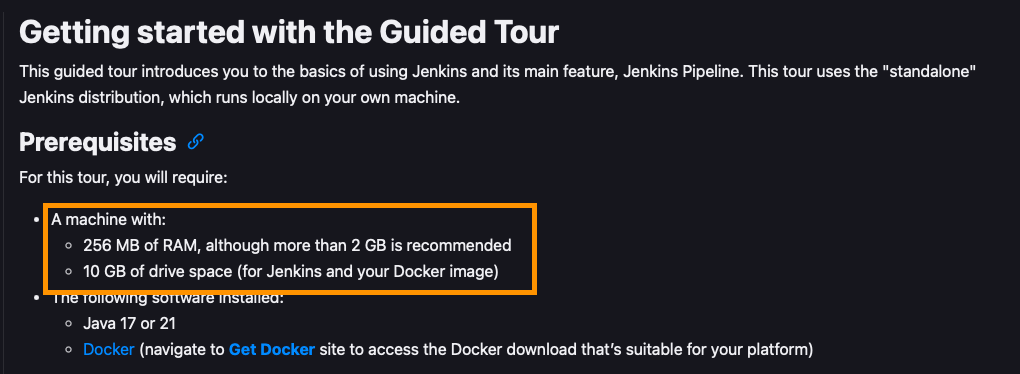 Getting started with the Guided Tour
This guided tour introduces you to the basics of using Jenkins and its main feature, Jenkins Pipeline. This tour uses the "standalone"
Jenkins distribution, which runs locally on your own machine.
Prerequisites
For this tour, you will require:
• A machine with:
◦ 256 MB of RAM, although more than 2 GB is recommended
◦ 10 GB of drive space (for Jenkins and your Docker image)
• The following software installed:
◦ Java 17 or 21
◦ Docker (navigate to Get Docker site to access the Docker download that’s suitable for your platform)